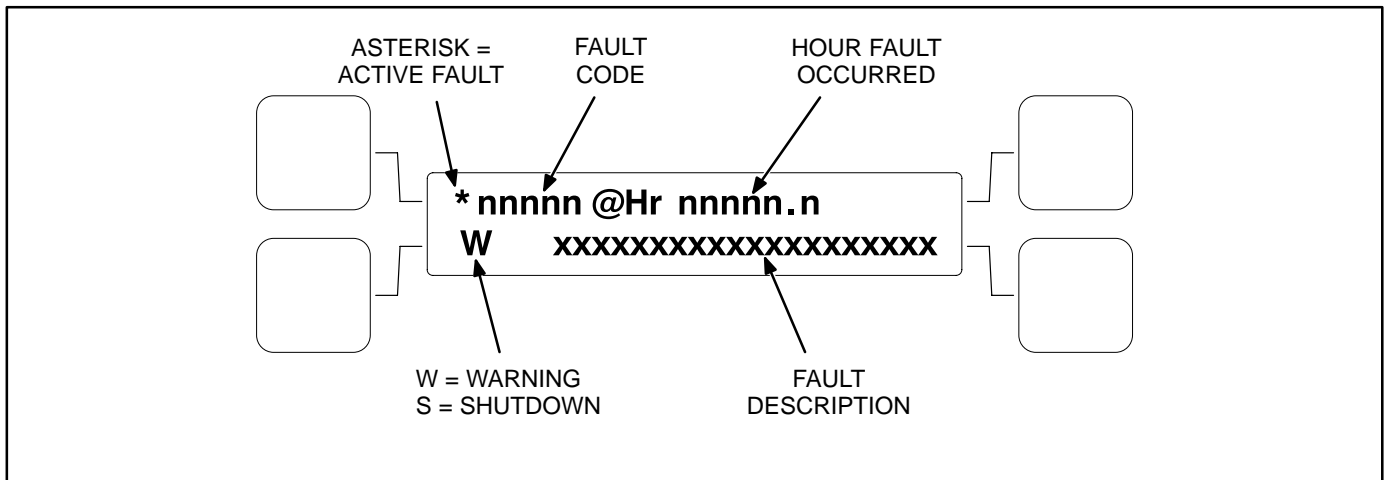 ASTERISK =
ACTIVE FAULT
FAULT
CODE
HOUR FAULT
OCCURRED
* nnnnn @Hr nnnnn.n
W xxxxxxxxxxxxxxxxxxxx
W = WARNING
S = SHUTDOWN
FAULT
DESCRIPTION